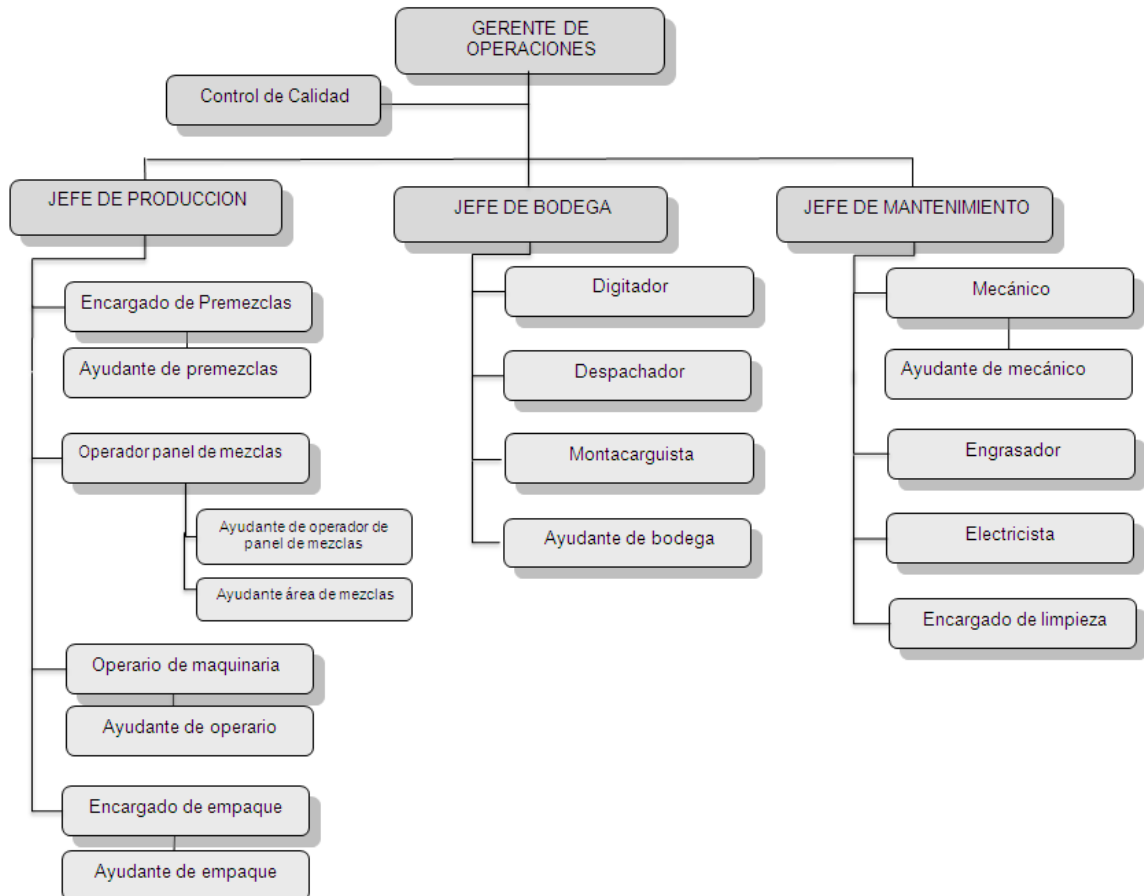 GERENTE DE
OPERACIONES
Control de Calidad
JEFE DE PRODUCCION
JEFE DE BODEGA
JEFE DE MANTENIMIENTO
Encargado de Premezclas
Ayudante de premezclas
Operador panel de mezclas
Ayudante de operador de
panel de mezclas
Ayudante área de mezclas
Operario de maquinaria
Ayudante de operario
Encargado de empaque
Ayudante de empaque
Digitador
Despachador
Montacarguista
Ayudante de bodega
Mecánico
Ayudante de mecánico
Engrasador
Electricista
Encargado de limpieza